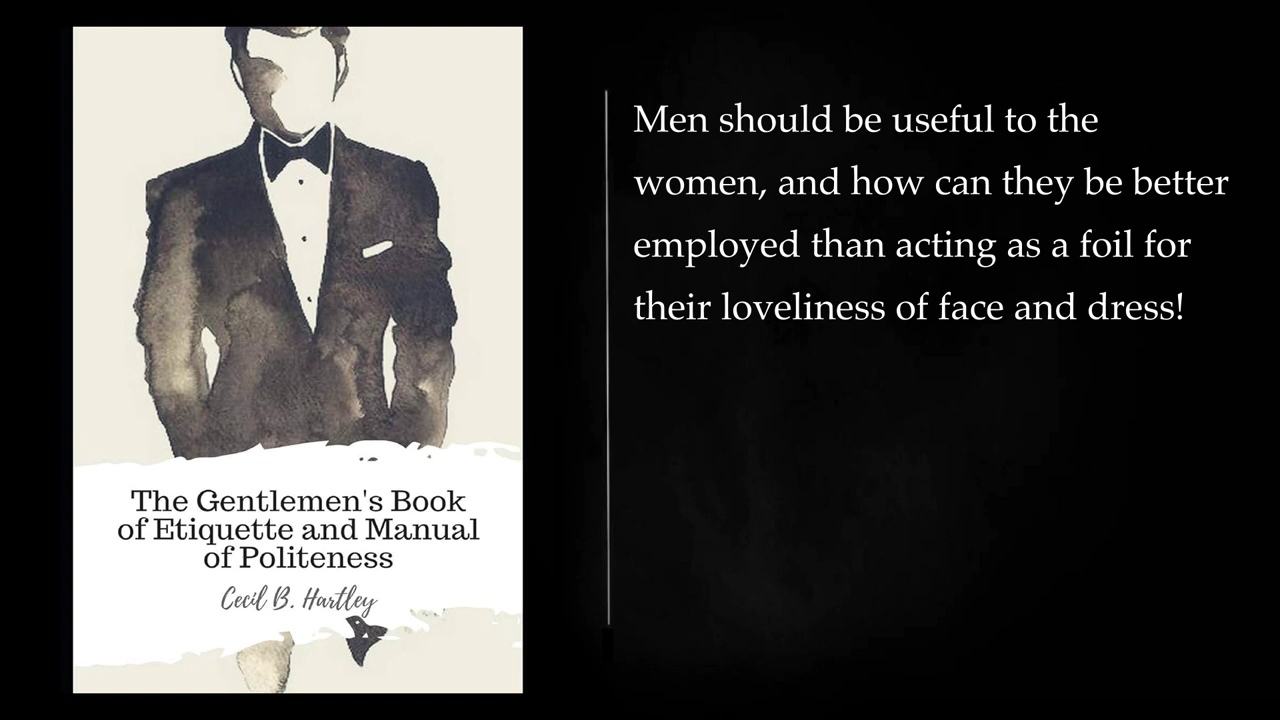 The Gentlemen's Book
of Etiquette and Manual
of Politeness
Cecil B. Hartley
Men should be useful to the
women, and how can they be better
employed than acting as a foil for
their loveliness of face and dress!